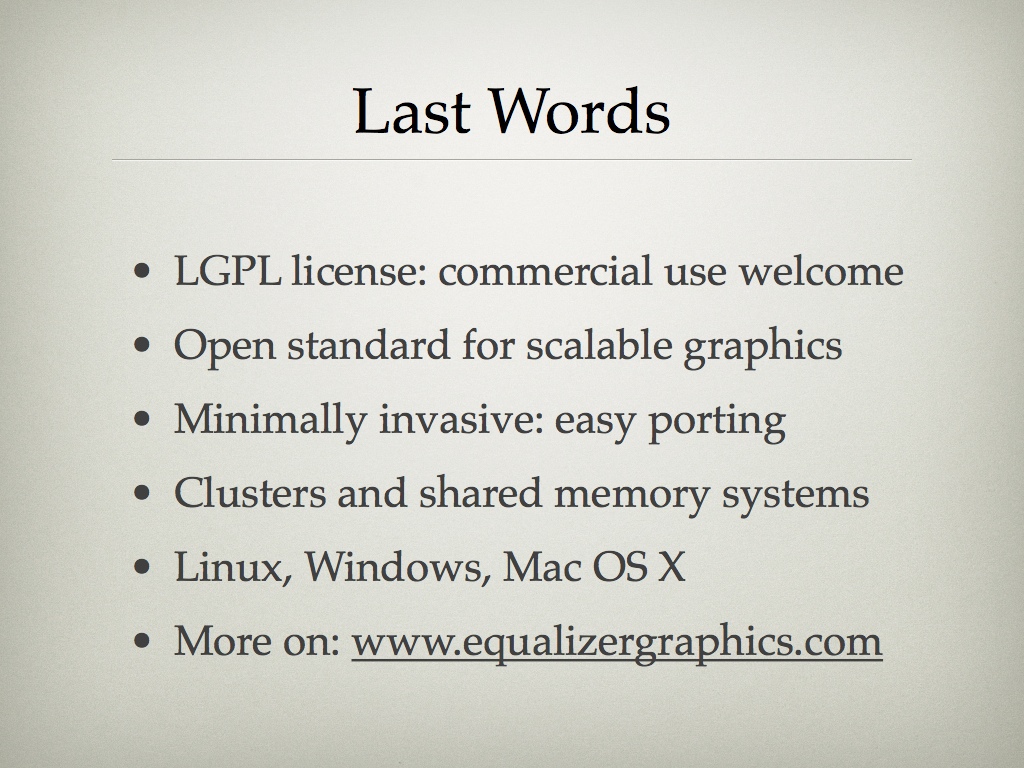 Last Words
• LGPL license: commercial use welcome
• Open standard for scalable graphics
• Minimally invasive: easy porting
• Clusters and shared memory systems
• Linux, Windows, Mac OS X
• More on: www.equalizergraphics.com